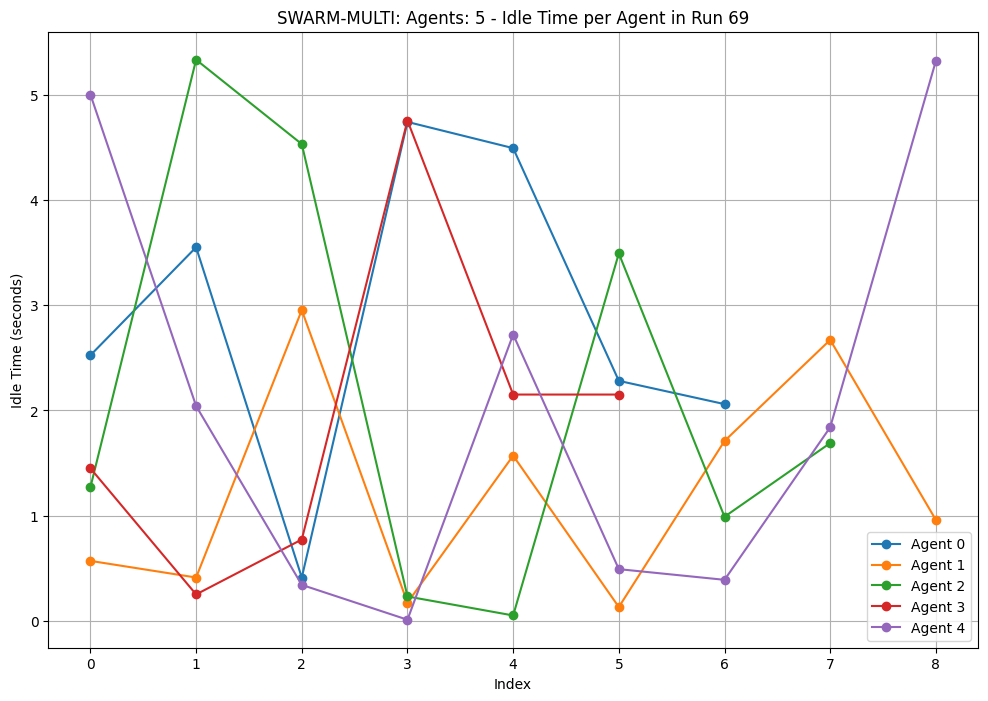 SWARM-MULTI: Agents: 5 - Idle Time per Agent in Run 69
Idle Time (seconds)
5
4
3
2
1
0
0 1 2 3 4 5 6 7 8
Index
Agent 0
Agent 1
Agent 2
Agent 3
Agent 4